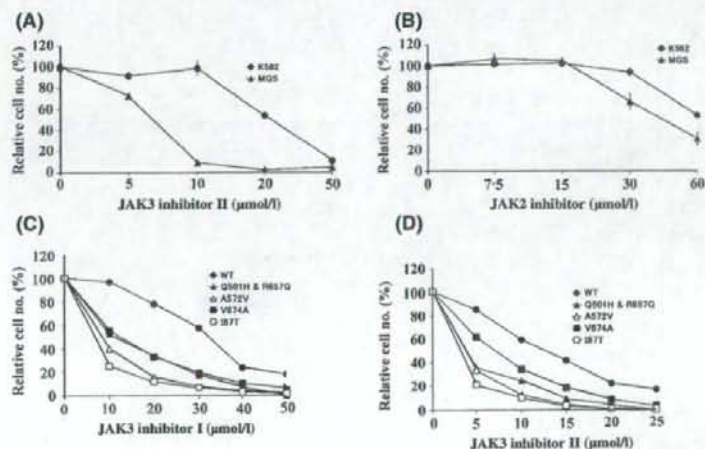 (A)
120
100
80
60
40
20
0
Relative cell no. (%)
K562
MGS
0 5 10 20 50
JAK3 inhibitor II (μmol/l)
(B)
120
100
80
60
40
20
0
Relative cell no. (%)
K562
MGS
0 7·5 15 30 60
JAK2 inhibitor (μmol/l)
(C)
120
100
80
60
40
20
0
Relative cell no. (%)
WT
Q501H & R657Q
A572V
V674A
I87T
0 10 20 30 40 50
JAK3 inhibitor I (μmol/l)
(D)
120
100
80
60
40
20
0
Relative cell no. (%)
WT
Q501H & R657Q
A572V
V674A
I87T
0 5 10 15 20 25
JAK3 inhibitor II (μmol/l)